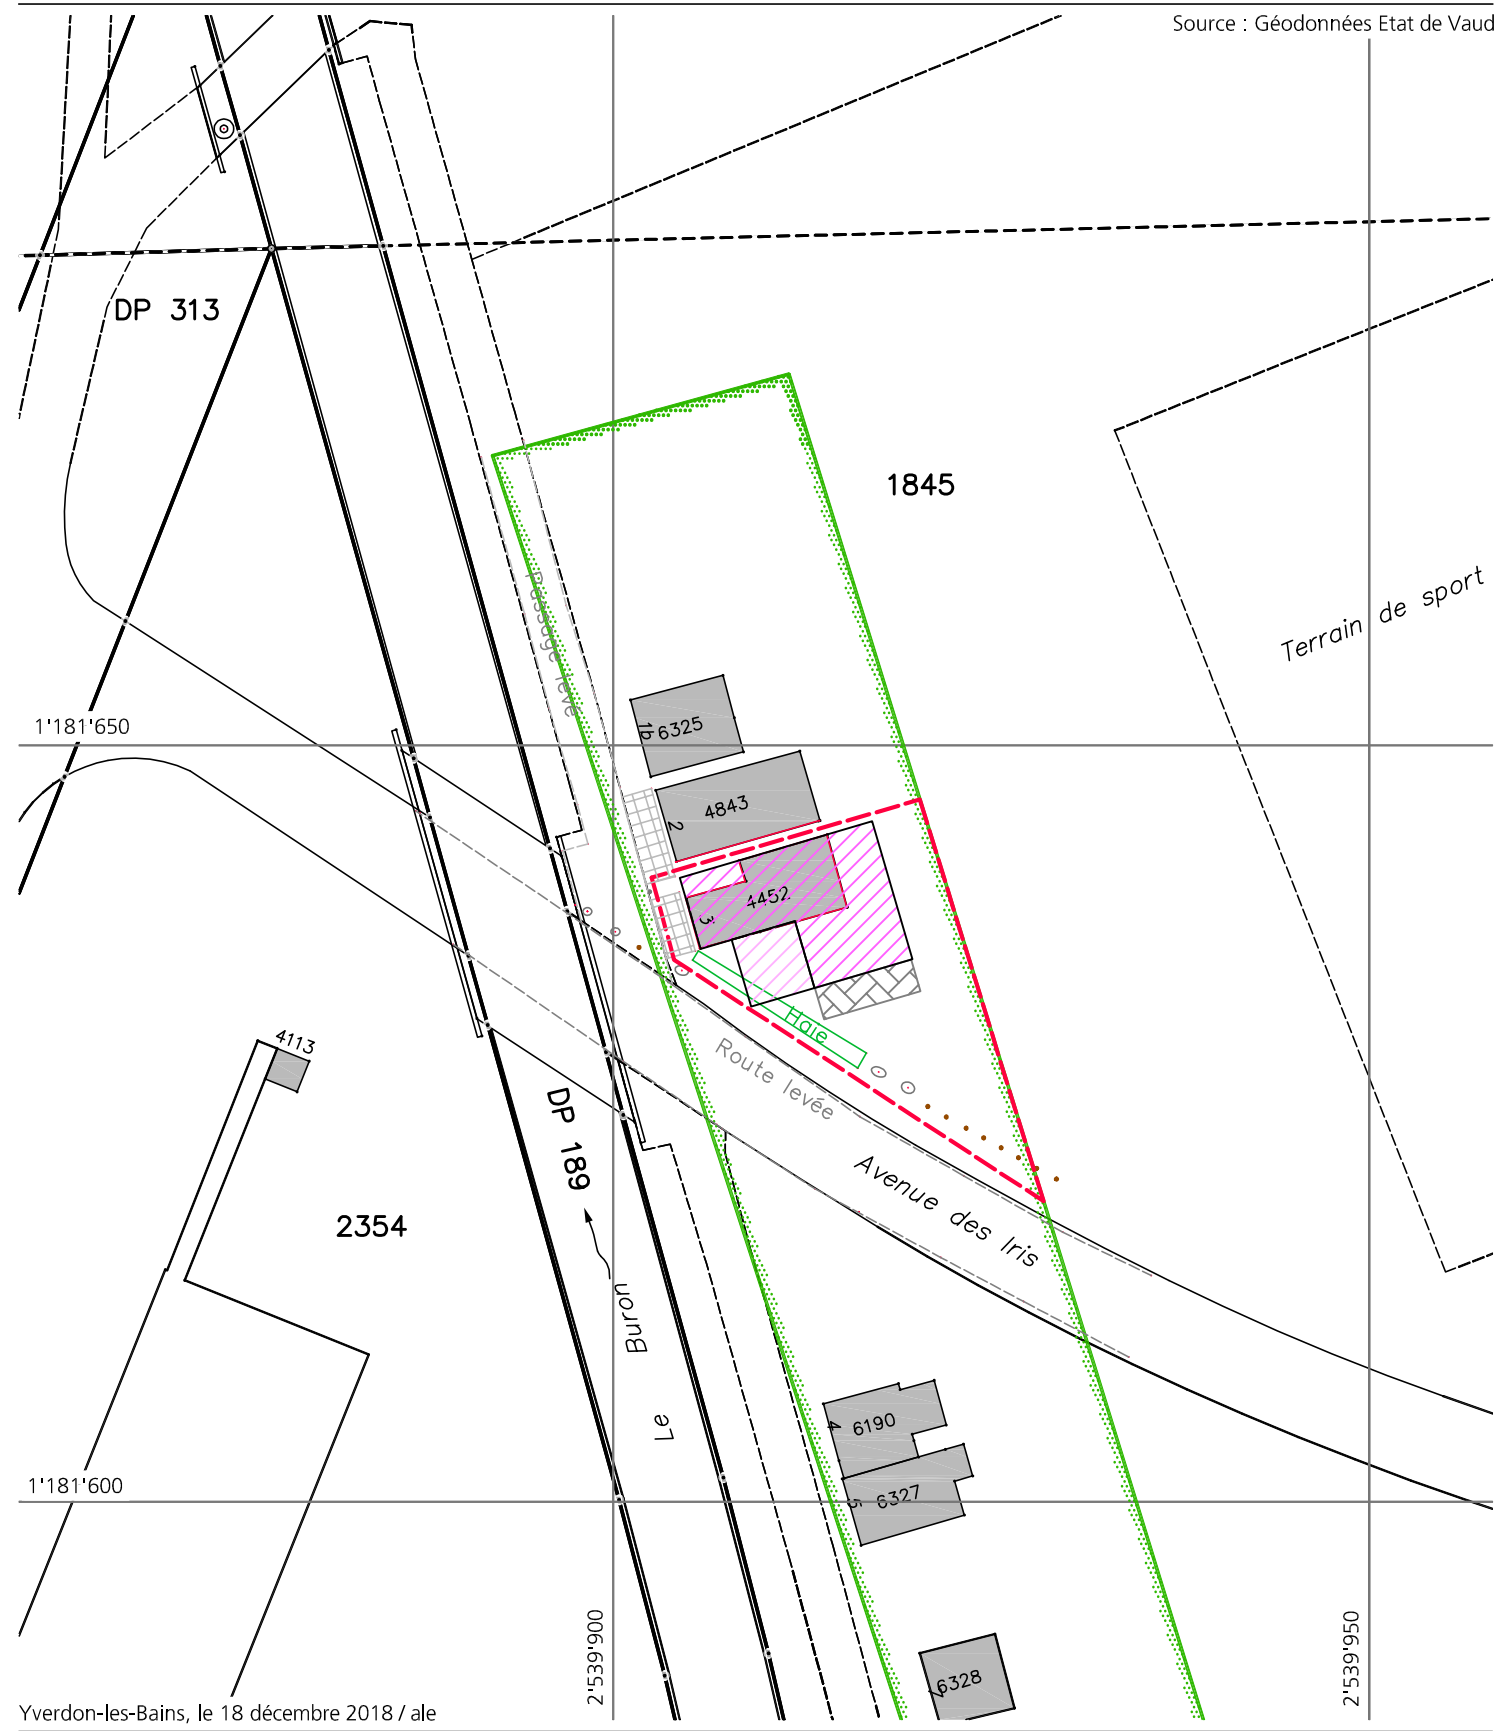 Source : Géodonnées Etat de Vaud
DP 313
1845
Terrain de sport
Passage levé
1'181'650
1b
6325
4843
2
4452
3
Haie
Route levée
4113
DP 189
Avenue des Iris
2354
Le Buron
4
6190
1'181'600
5
6327
2'539'900
2'539'950
7
6328
Yverdon-les-Bains, le 18 décembre 2018 / ale